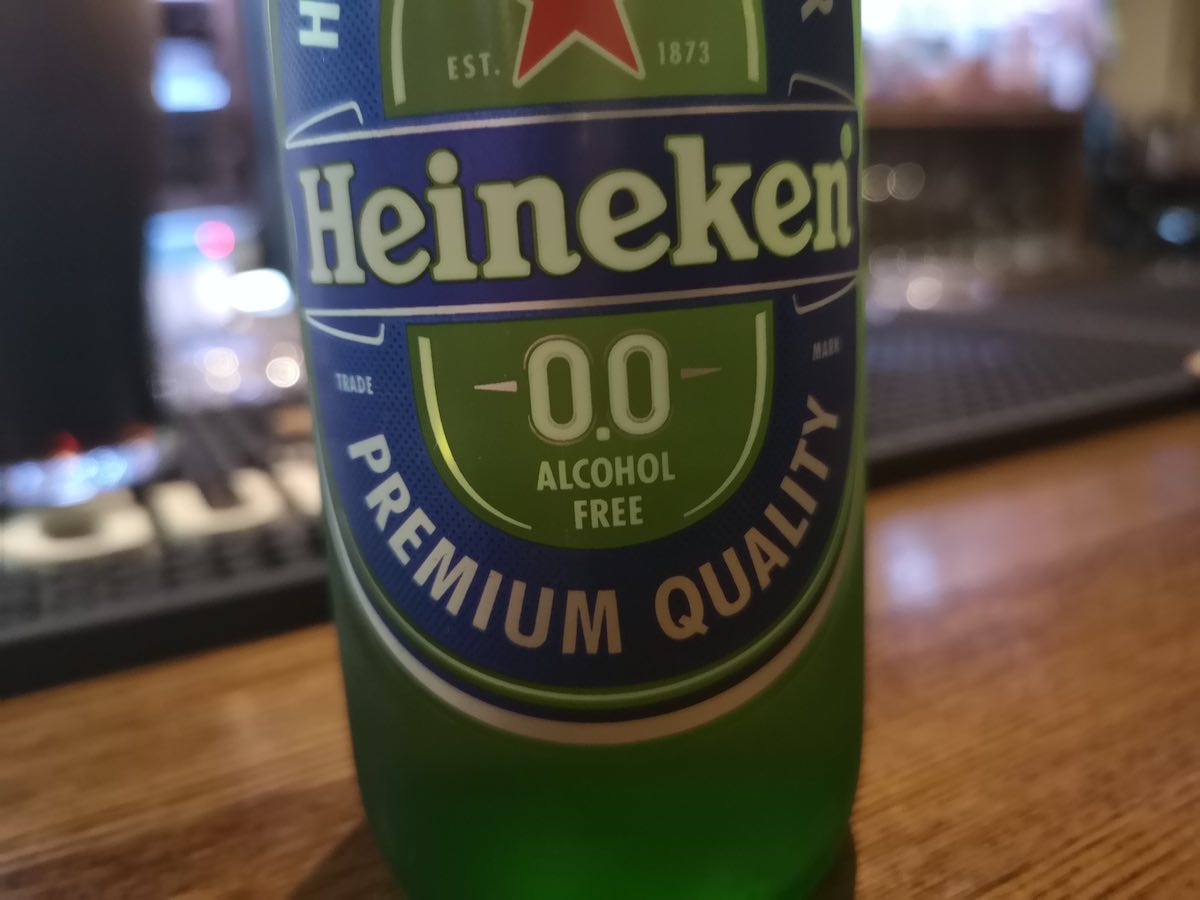 H
R
EST. 1873
Heineken
TRADE MARK
0.0
ALCOHOL
FREE
PREMIUM QUALITY